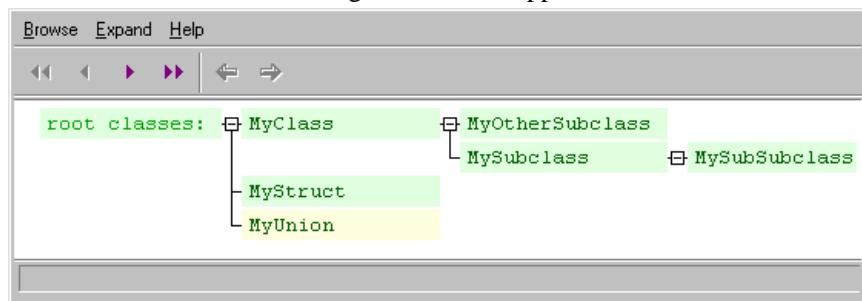 Browse Expand Help
root classes: MyClass MyOtherSubclass
MySubclass MySubSubclass
MyStruct
MyUnion